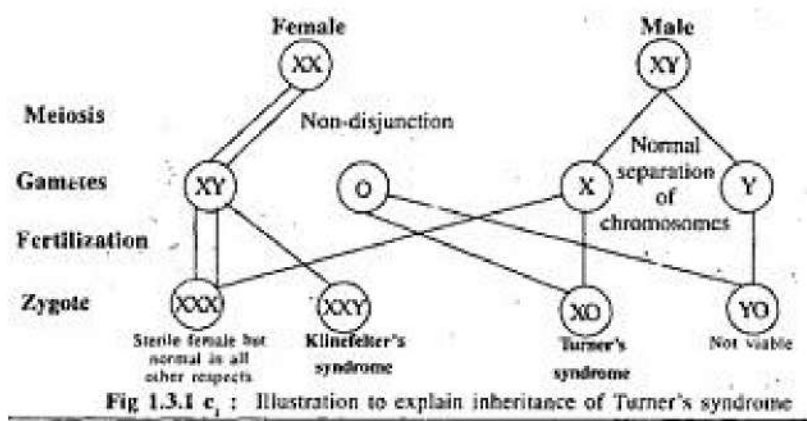 Female Male
XX XY
Meiosis
Non-disjunction
Normal
Gametes XY O X separation Y
of
chromosomes
Fertilization
Zygote XXX XXY XO YO
Sterile female but
normal in all
other respects.
Klinefelter's
syndrome
Turner's
syndrome
Not viable
Fig 1.3.1 c, : Illustration to explain inheritance of Turner's syndrome